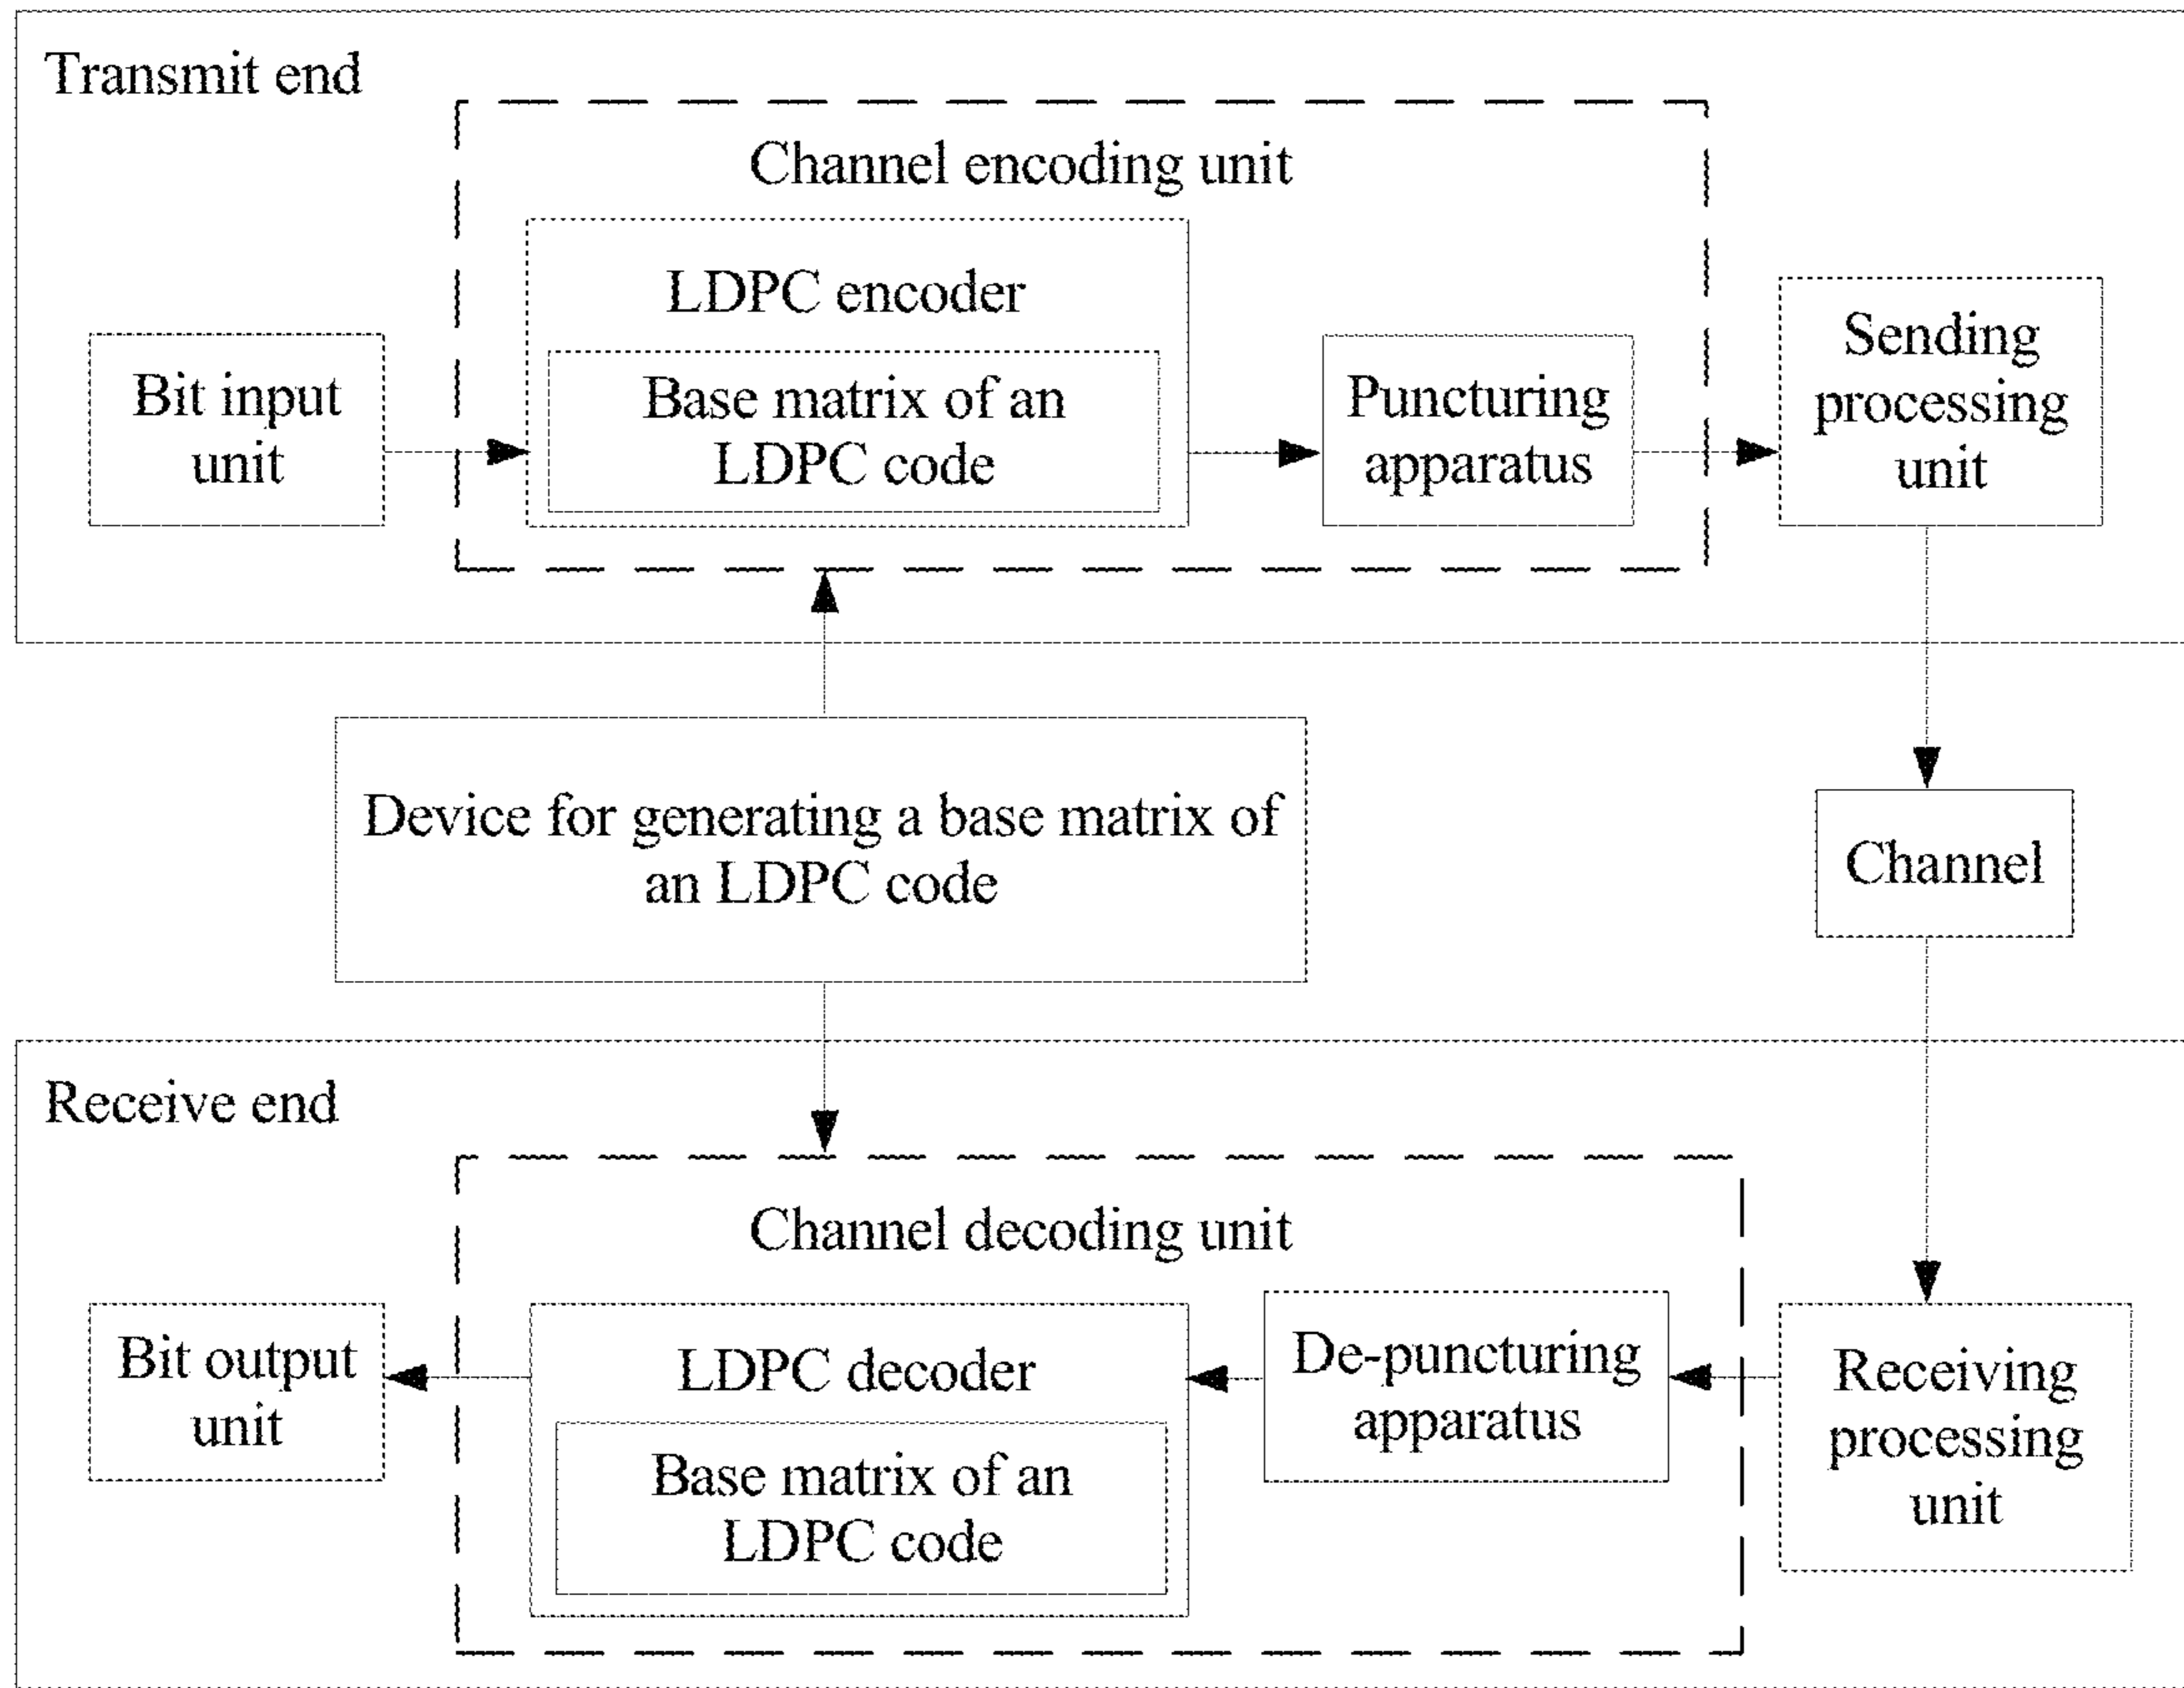 Transmit end
Channel encoding unit
LDPC encoder
Base matrix of an
LDPC code
Bit input
unit
Puncturing
apparatus
Sending
processing
unit
Device for generating a base matrix of
an LDPC code
Channel
Receive end
Channel decoding unit
Bit output
unit
LDPC decoder
Base matrix of an
LDPC code
De-puncturing
apparatus
Receiving
processing
unit